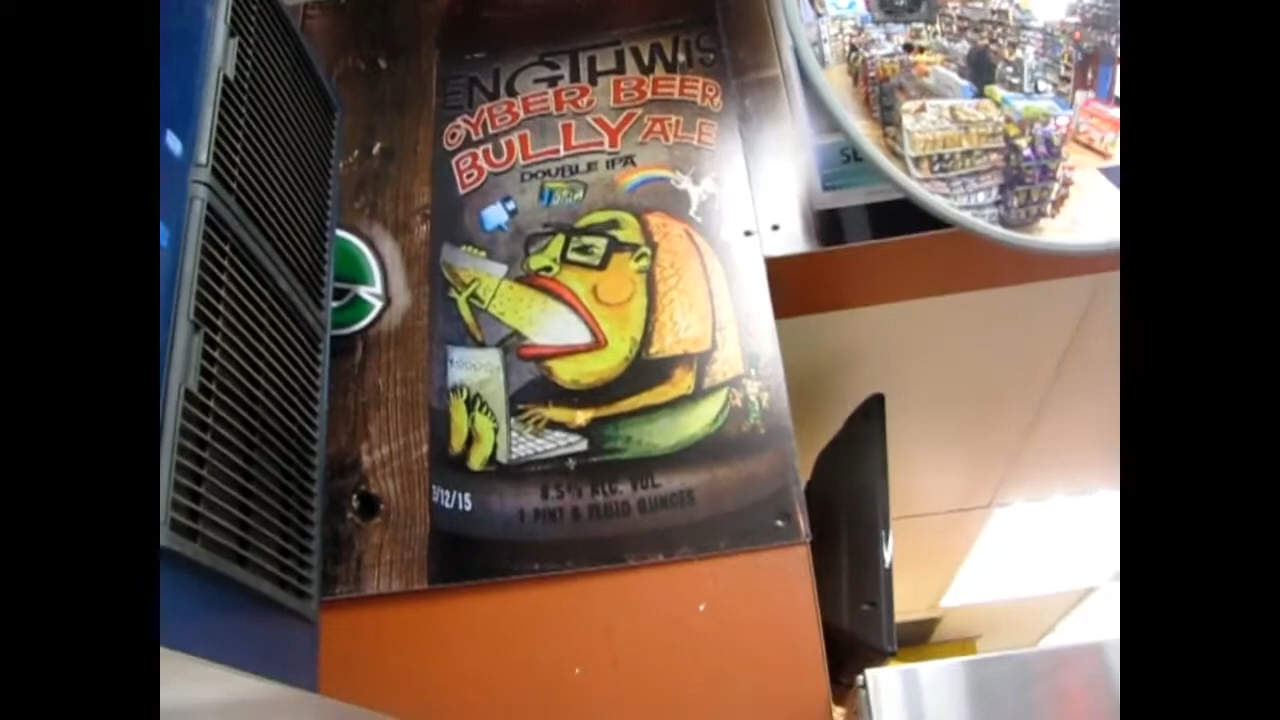 ENGTHWIS
CYBER BEER
BULLY ALE
DOUBLE IPA
3/12/15
8.5% ALC. VOL.
1 PINT 6 FLUID OUNCES